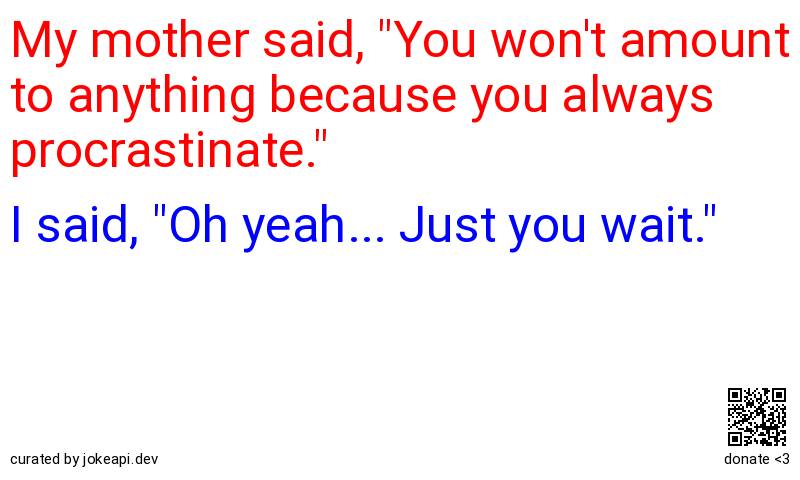 My mother said, "You won't amount
to anything because you always
procrastinate."
I said, "Oh yeah... Just you wait."
curated by jokeapi.dev
donate <3